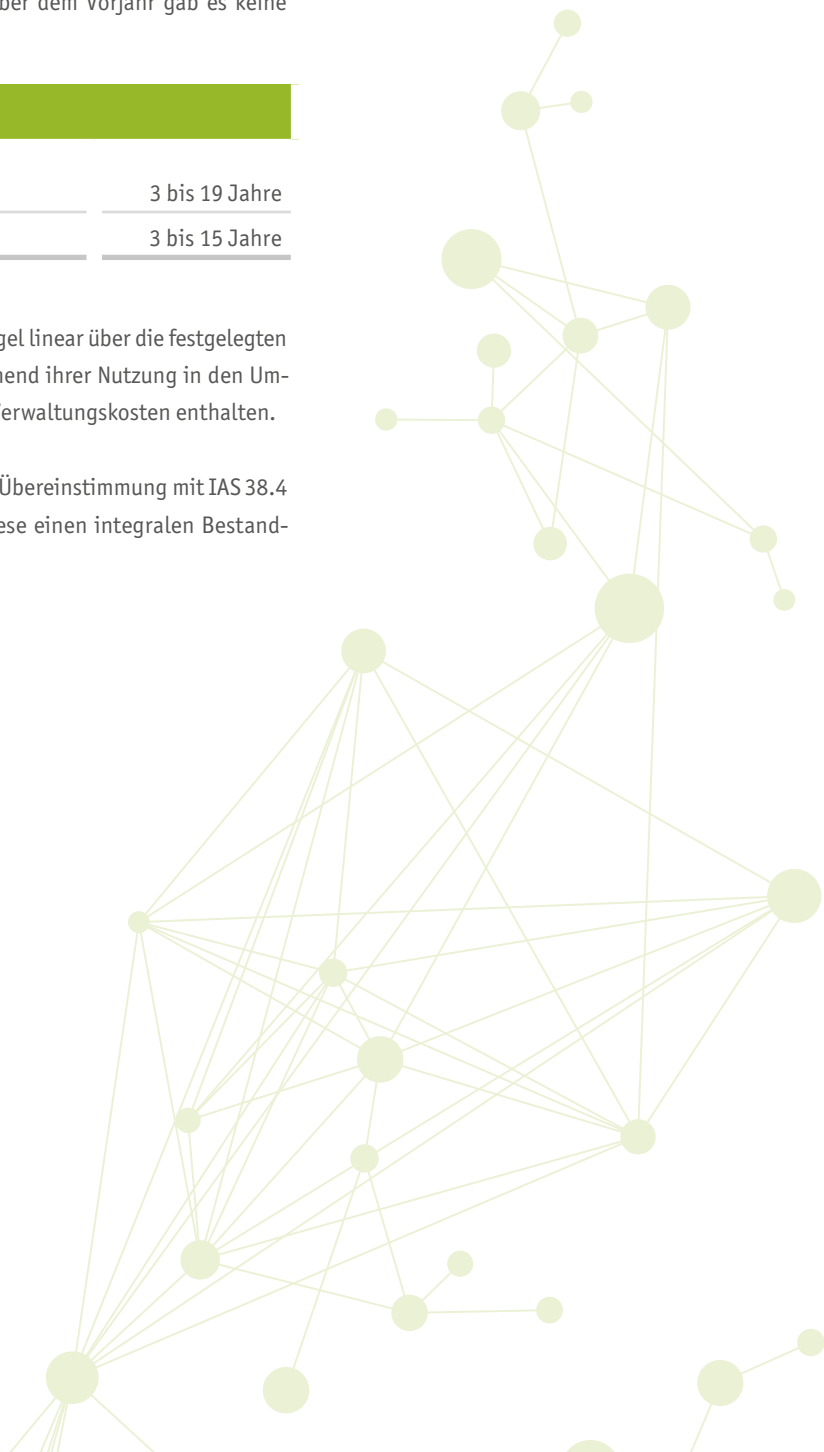 ber dem Vorjahr gab es keine
3 bis 19 Jahre
3 bis 15 Jahre
gel linear über die festgelegten
end ihrer Nutzung in den Um-
Verwaltungskosten enthalten.
Übereinstimmung mit IAS 38.4
ese einen integralen Bestand-